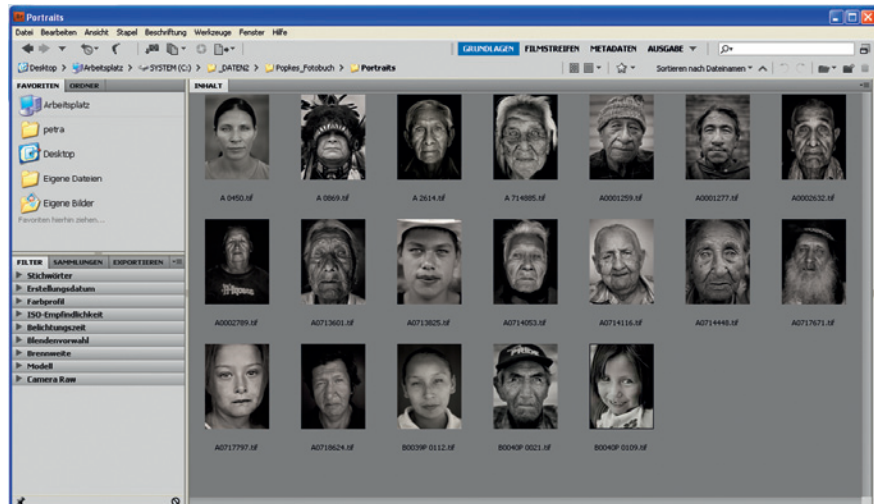 Portraits
Datei Bearbeiten Ansicht Stapel Beschriftung Werkzeuge Fenster Hilfe
GRUNDLAGEN FILMSTREIFEN METADATEN AUSGABE
Desktop > Arbeitsplatz > SYSTEM (C:) > _DATEN2 > Popkes_Fotobuch > Portraits
Sortieren nach Dateinamen
FAVORITEN ORDNER
Arbeitsplatz
petra
Desktop
Eigene Dateien
Eigene Bilder
Favoriten hierhin ziehen...
FILTER SAMMLUNGEN EXPORTIEREN
Stichwörter
Erstellungsdatum
Farbprofil
ISO-Empfindlichkeit
Belichtungszeit
Blendenvorwahl
Brennweite
Modell
Camera Raw
INHALT
A 0450.tif A 0869.tif A 2614.tif A 714885.tif A0001259.tif A0001277.tif A0002632.tif
A0002789.tif A0713601.tif A0713825.tif A0714053.tif A0714116.tif A0714448.tif A0717671.tif
A0717797.tif A0718624.tif B0039P 0112.tif B0040P 0021.tif B0040P 0109.tif
PRIDE